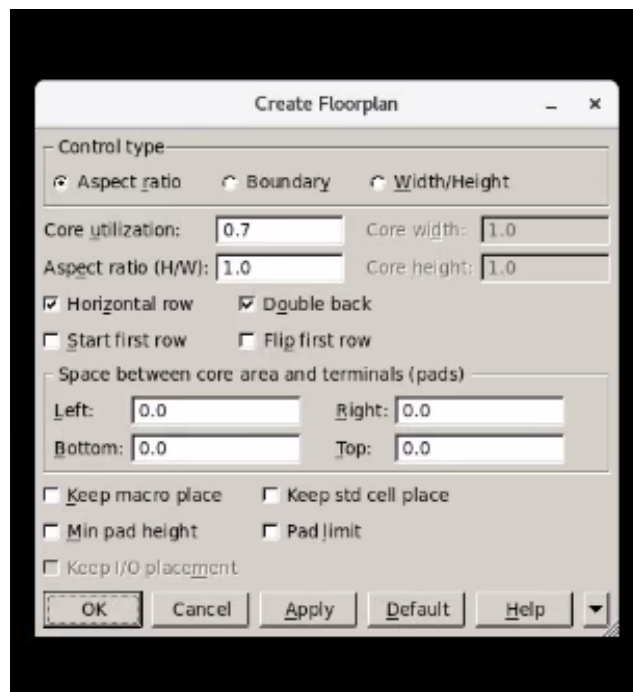 Create Floorplan
Control type
Aspect ratio Boundary Width/Height
Core utilization: 0.7 Core width: 1.0
Aspect ratio (H/W): 1.0 Core height: 1.0
Horizontal row Double back
Start first row Flip first row
Space between core area and terminals (pads)
Left: 0.0 Right: 0.0
Bottom: 0.0 Top: 0.0
Keep macro place Keep std cell place
Min pad height Pad limit
Keep I/O placement
OK Cancel Apply Default Help